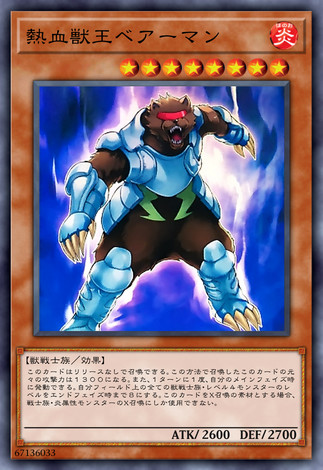 熱血獣王ベアーマン
炎
【獣戦士族/効果】
このカードはリリースなしで召喚できる。この方法で召喚したこのカードの元
々の攻撃力は1300になる。また、1ターンに1度、自分のメインフェイズ時
に発動できる。自分フィールド上の全ての獣戦士族・レベル4モンスターのレ
ベルをエンドフェイズ時まで8にする。このカードをX召喚の素材とする場合、
戦士族・炎属性モンスターのX召喚にしか使用できない。
ATK/ 2600 DEF/2700
67136033